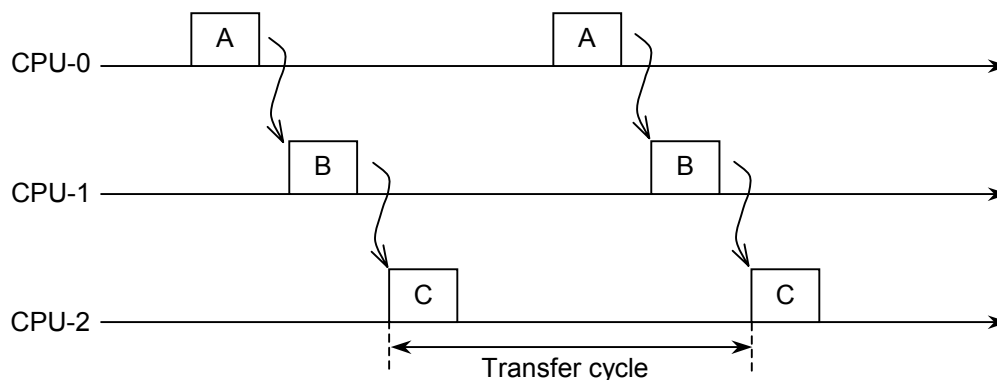 A A
CPU-0
B B
CPU-1
C C
CPU-2
Transfer cycle